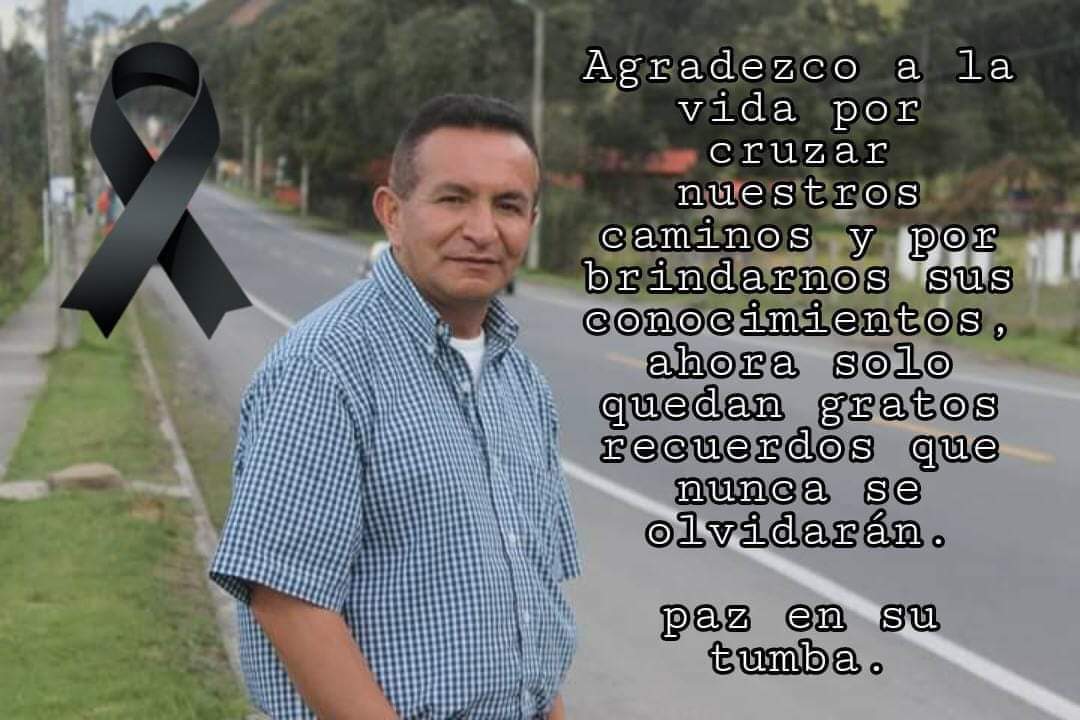 Agradezco a la
vida por
cruzar
nuestros
caminos y por
brindarnos sus
conocimientos,
ahora solo
quedan gratos
recuerdos que
nunca se
olvidarán.
paz en su
tumba.